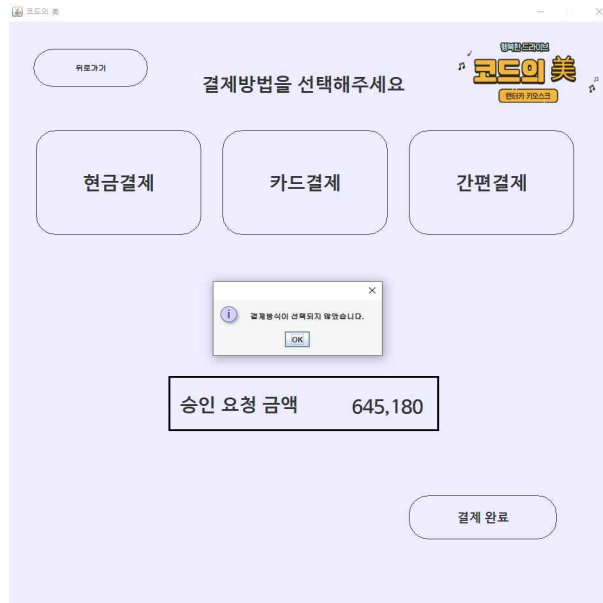 코드의 美
뒤로가기
결제방법을 선택해주세요
행복한 드라이브
코드의 美
렌터카 키오스크
현금결제
카드결제
간편결제
결제방식이 선택되지 않았습니다.
OK
승인 요청 금액 645,180
결제 완료